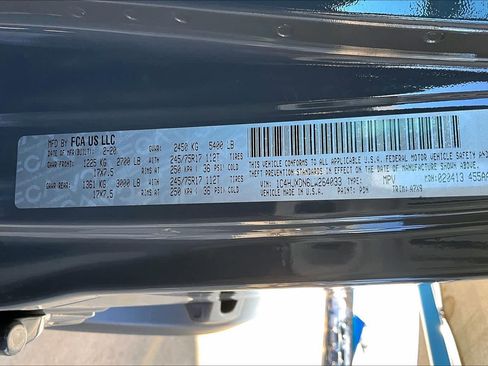 MFD BY FCA US LLC
DATE OF MFR(BUILT): 2-20 GVWR: 2450 KG 5400 LB
GAWR FRONT: 1225 KG 2700 LB WITH 245/75R17 112T TIRES
17X7.5 RIMS AT 250 KPA / 36 PSI COLD
GAWR REAR: 1361 KG 3000 LB WITH 245/75R17 112T TIRES
17X7.5 RIMS AT 250 KPA / 36 PSI COLD
THIS VEHICLE CONFORMS TO ALL APPLICABLE U.S.A. FEDERAL MOTOR VEHICLE SAFETY
AND THEFT PREVENTION STANDARDS IN EFFECT ON THE DATE OF MANUFACTURE SHOWN ABOVE.
VIN: TYPE: MPV MDH: 020413
VEHICLE MADE IN U.S.A. PAINT: TRIM: A7X9